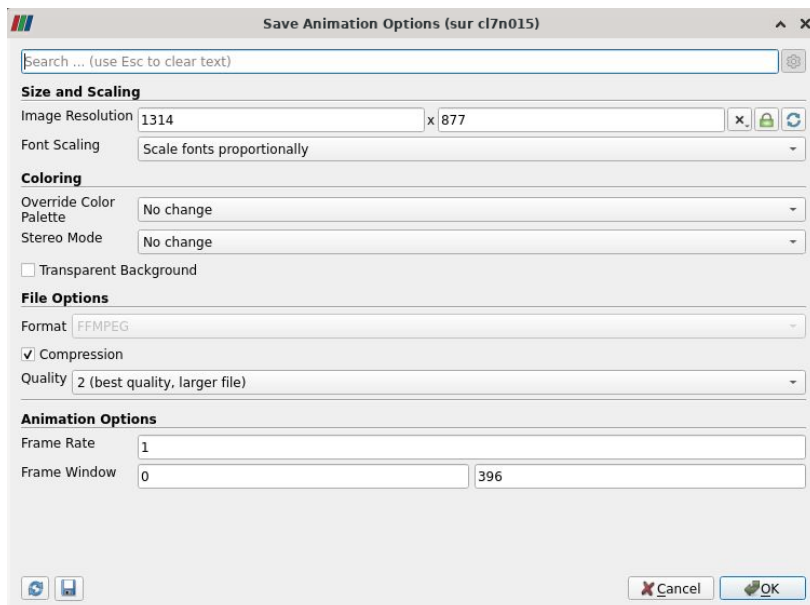 Save Animation Options (sur cl7n015)
Search ... (use Esc to clear text)
Size and Scaling
Image Resolution 1314 x 877
Font Scaling Scale fonts proportionally
Coloring
Override Color
Palette No change
Stereo Mode No change
Transparent Background
File Options
Format FFMPEG
Compression
Quality 2 (best quality, larger file)
Animation Options
Frame Rate 1
Frame Window 0 396
Cancel OK